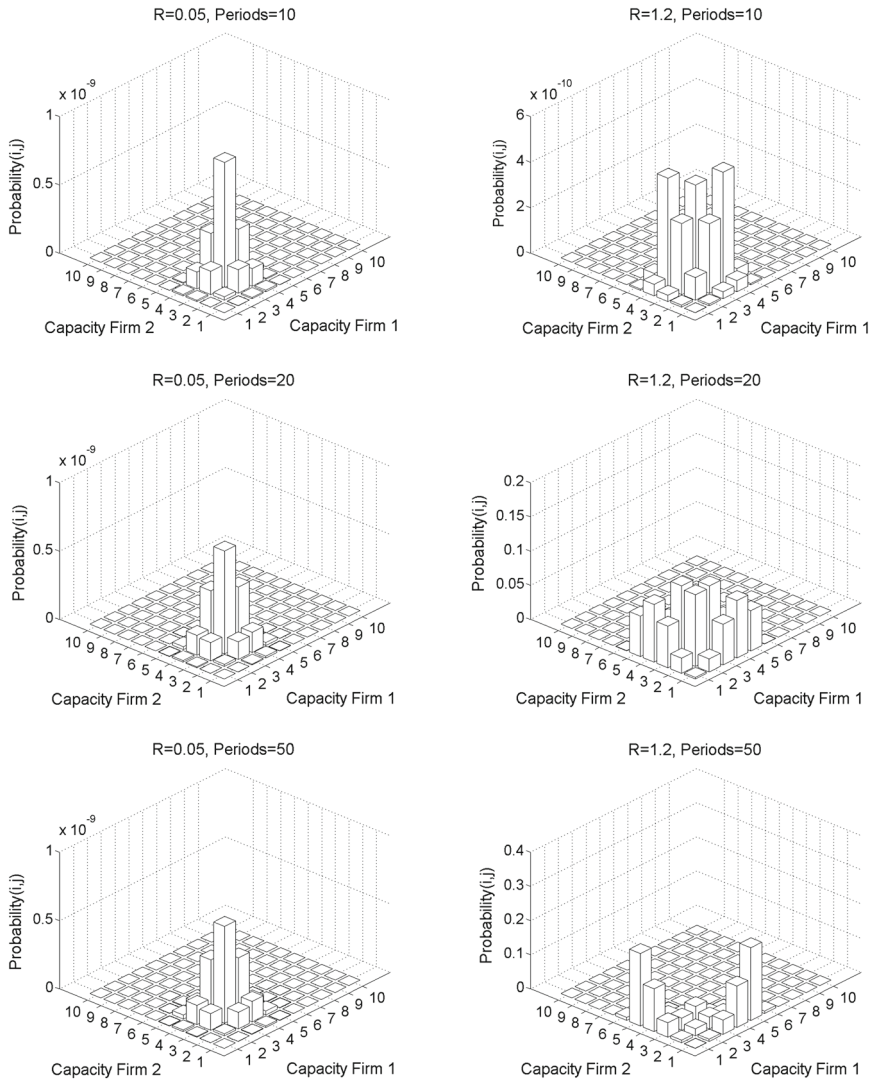 R=0.05, Periods=10
x 10^-9
Probability(i,j)
1
0.5
0
10 9 8 7 6 5 4 3 2 1
1 2 3 4 5 6 7 8 9 10
Capacity Firm 2
Capacity Firm 1
R=1.2, Periods=10
x 10^-10
Probability(i,j)
6
4
2
0
10 9 8 7 6 5 4 3 2 1
1 2 3 4 5 6 7 8 9 10
Capacity Firm 2
Capacity Firm 1
R=0.05, Periods=20
x 10^-9
Probability(i,j)
1
0.5
0
10 9 8 7 6 5 4 3 2 1
1 2 3 4 5 6 7 8 9 10
Capacity Firm 2
Capacity Firm 1
R=1.2, Periods=20
Probability(i,j)
0.2
0.15
0.1
0.05
0
10 9 8 7 6 5 4 3 2 1
1 2 3 4 5 6 7 8 9 10
Capacity Firm 2
Capacity Firm 1
R=0.05, Periods=50
x 10^-9
Probability(i,j)
1
0.5
0
10 9 8 7 6 5 4 3 2 1
1 2 3 4 5 6 7 8 9 10
Capacity Firm 2
Capacity Firm 1
R=1.2, Periods=50
Probability(i,j)
0.4
0.3
0.2
0.1
0
10 9 8 7 6 5 4 3 2 1
1 2 3 4 5 6 7 8 9 10
Capacity Firm 2
Capacity Firm 1